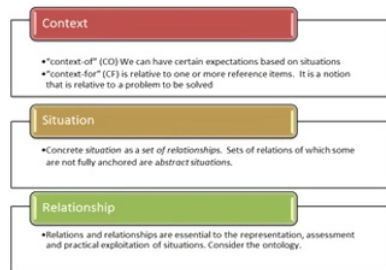 Context
•"context-of" (CO) We can have certain expectations based on situations
•"context-for" (CF) is relative to one or more reference items. It is a notion
that is relative to a problem to be solved
Situation
•Concrete situation as a set of relationships. Sets of relations of which some
are not fully anchored are abstract situations.
Relationship
•Relations and relationships are essential to the representation, assessment
and practical exploitation of situations. Consider the ontology.